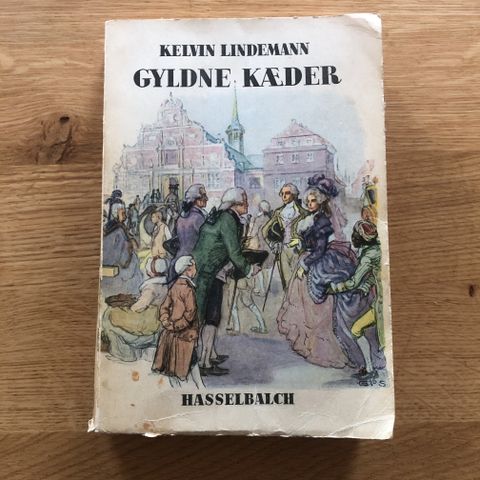 KELVIN LINDEMANN
GYLDNE KÆDER
HASSELBALCH